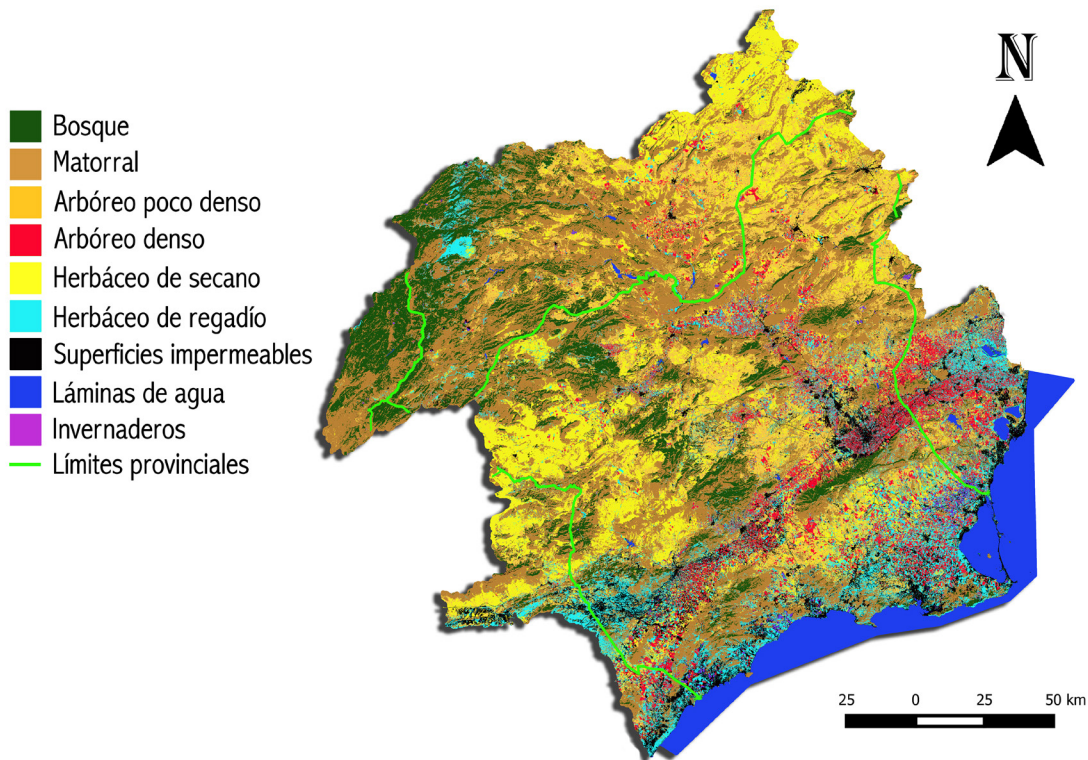 N
Bosque
Matorral
Arbóreo poco denso
Arbóreo denso
Herbáceo de secano
Herbáceo de regadío
Superficies impermeables
Láminas de agua
Invernaderos
Límites provinciales
25 0 25 50 km